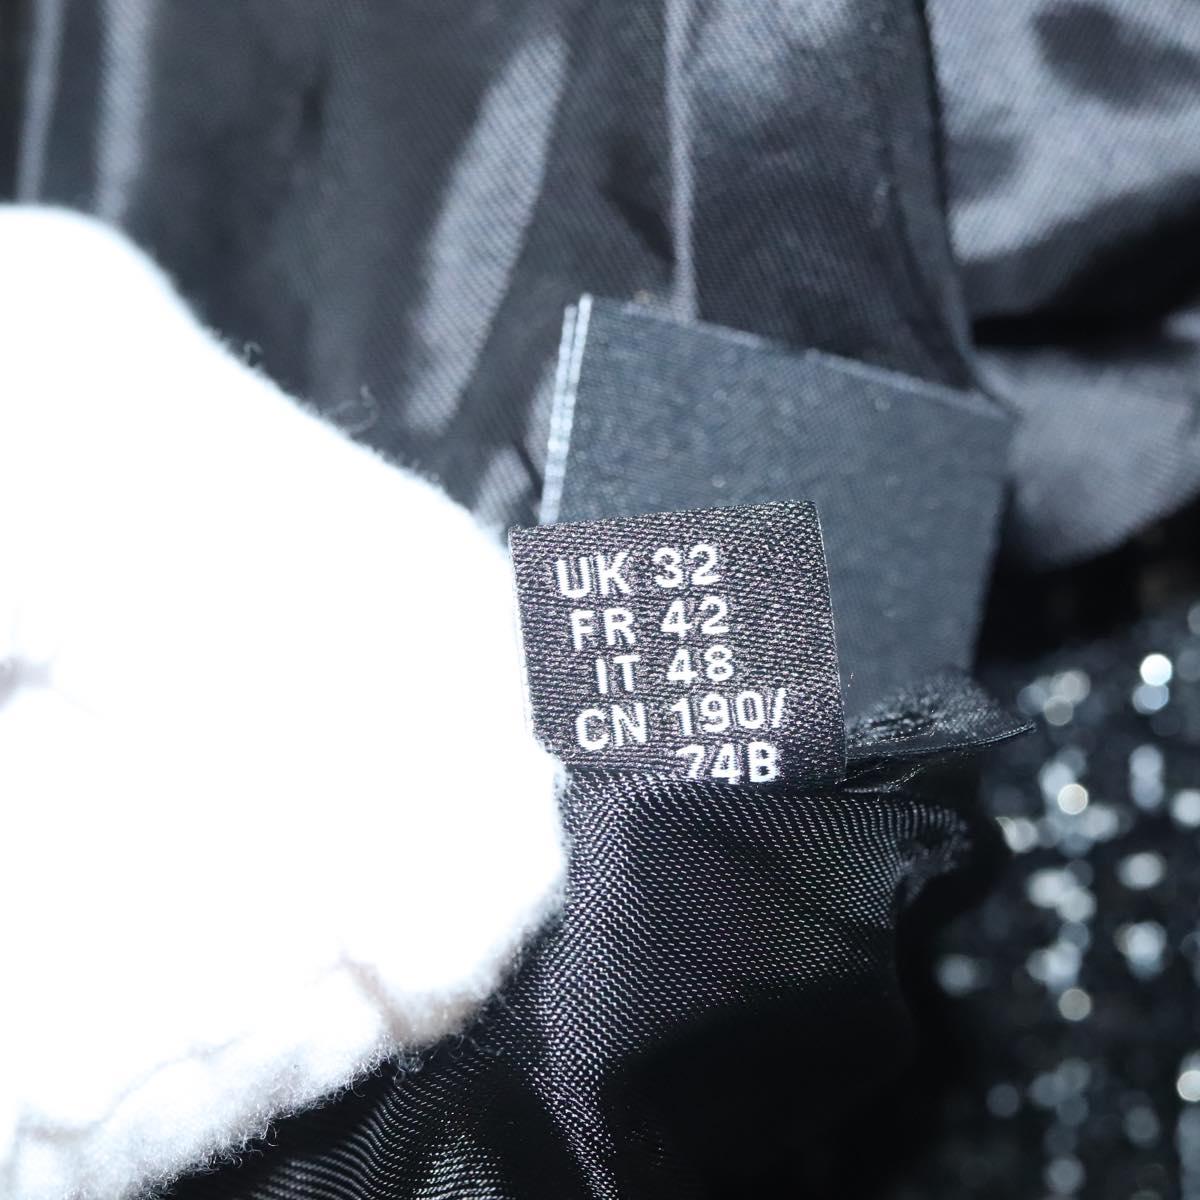 UK 32
FR 42
IT 48
CN 190/
74B